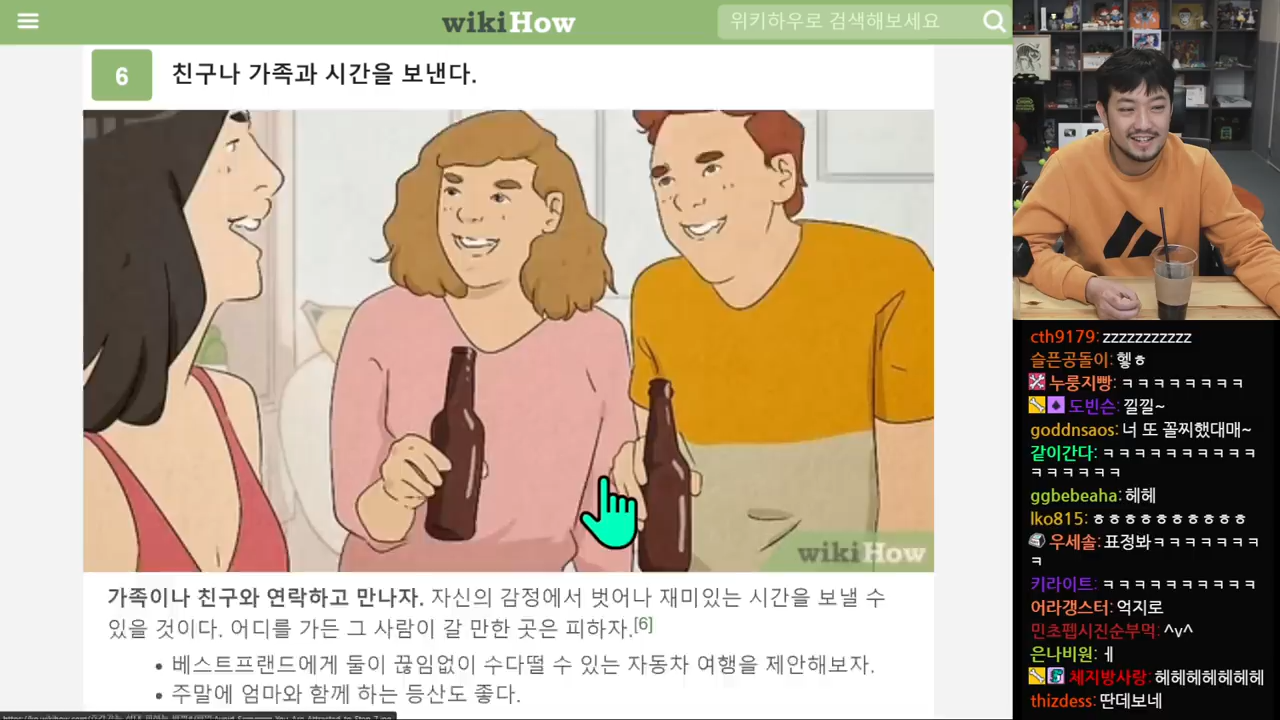 wikiHow
위키하우로 검색해보세요
6
친구나 가족과 시간을 보낸다.
wikiHow
가족이나 친구와 연락하고 만나자. 자신의 감정에서 벗어나 재미있는 시간을 보낼 수
있을 것이다. 어디를 가든 그 사람이 갈 만한 곳은 피하자.[6]
• 베스트프랜드에게 둘이 끊임없이 수다떨 수 있는 자동차 여행을 제안해보자.
• 주말에 엄마와 함께 하는 등산도 좋다.
cth9179: zzzzzzzzzzz
슬픈공돌이: 헿ㅎ
누룽지빵: ㅋㅋㅋㅋㅋㅋㅋㅋ
도빈슨: 낄낄~
goddnsaos: 너 또 꼴찌했대매~
같이간다: ㅋㅋㅋㅋㅋㅋㅋㅋㅋㅋ
ㅋㅋㅋㅋㅋㅋ
ggbebeaha: 헤헤
lko815: ㅎㅎㅎㅎㅎㅎㅎㅎㅎㅎ
우세솔: 표정봐ㅋㅋㅋㅋㅋㅋㅋ
ㅋ
키라이트: ㅋㅋㅋㅋㅋㅋㅋㅋㅋㅋ
어라갱스터: 억지로
민초펩시진순부먹: ^v^
은나비원: ㅔ
체지방사랑: 헤헤헤헤헤헤헤
thizdess: 딴데보네